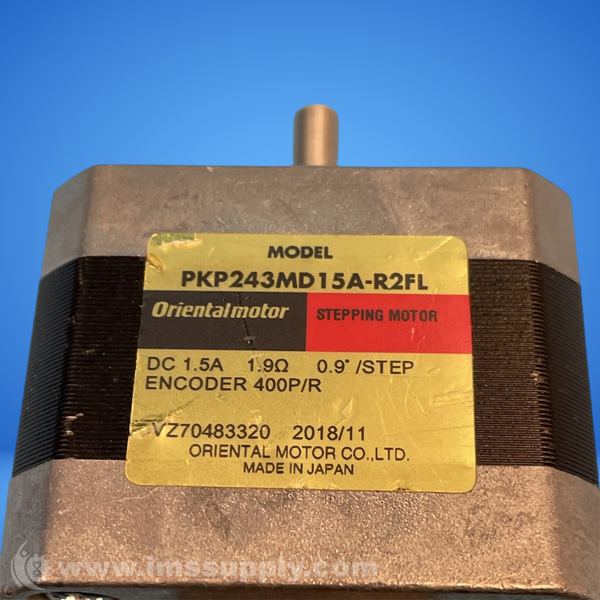 MODEL
PKP243MD15A-R2FL
Orientalmotor STEPPING MOTOR
DC 1.5A 1.9Ω 0.9° /STEP
ENCODER 400P/R
VZ70483320 2018/11
ORIENTAL MOTOR CO.,LTD.
MADE IN JAPAN
www.imssupply.com